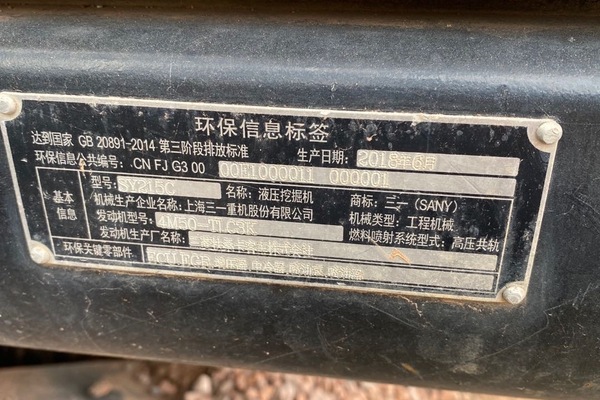 环保信息标签
达到国家 GB 20891-2014 第三阶段排放标准 生产日期: 2018年6月
环保信息公共编号: CN FJ G3 00 00F1000011 000001
基本信息 型号: SY215C 名称: 液压挖掘机 商标: 三一 (SANY)
机械生产企业名称: 上海三一重机股份有限公司 机械类型: 工程机械
发动机型号: 4M50-TLC3K 燃料喷射系统型式: 高压共轨
发动机生产厂名:
环保关键零部件